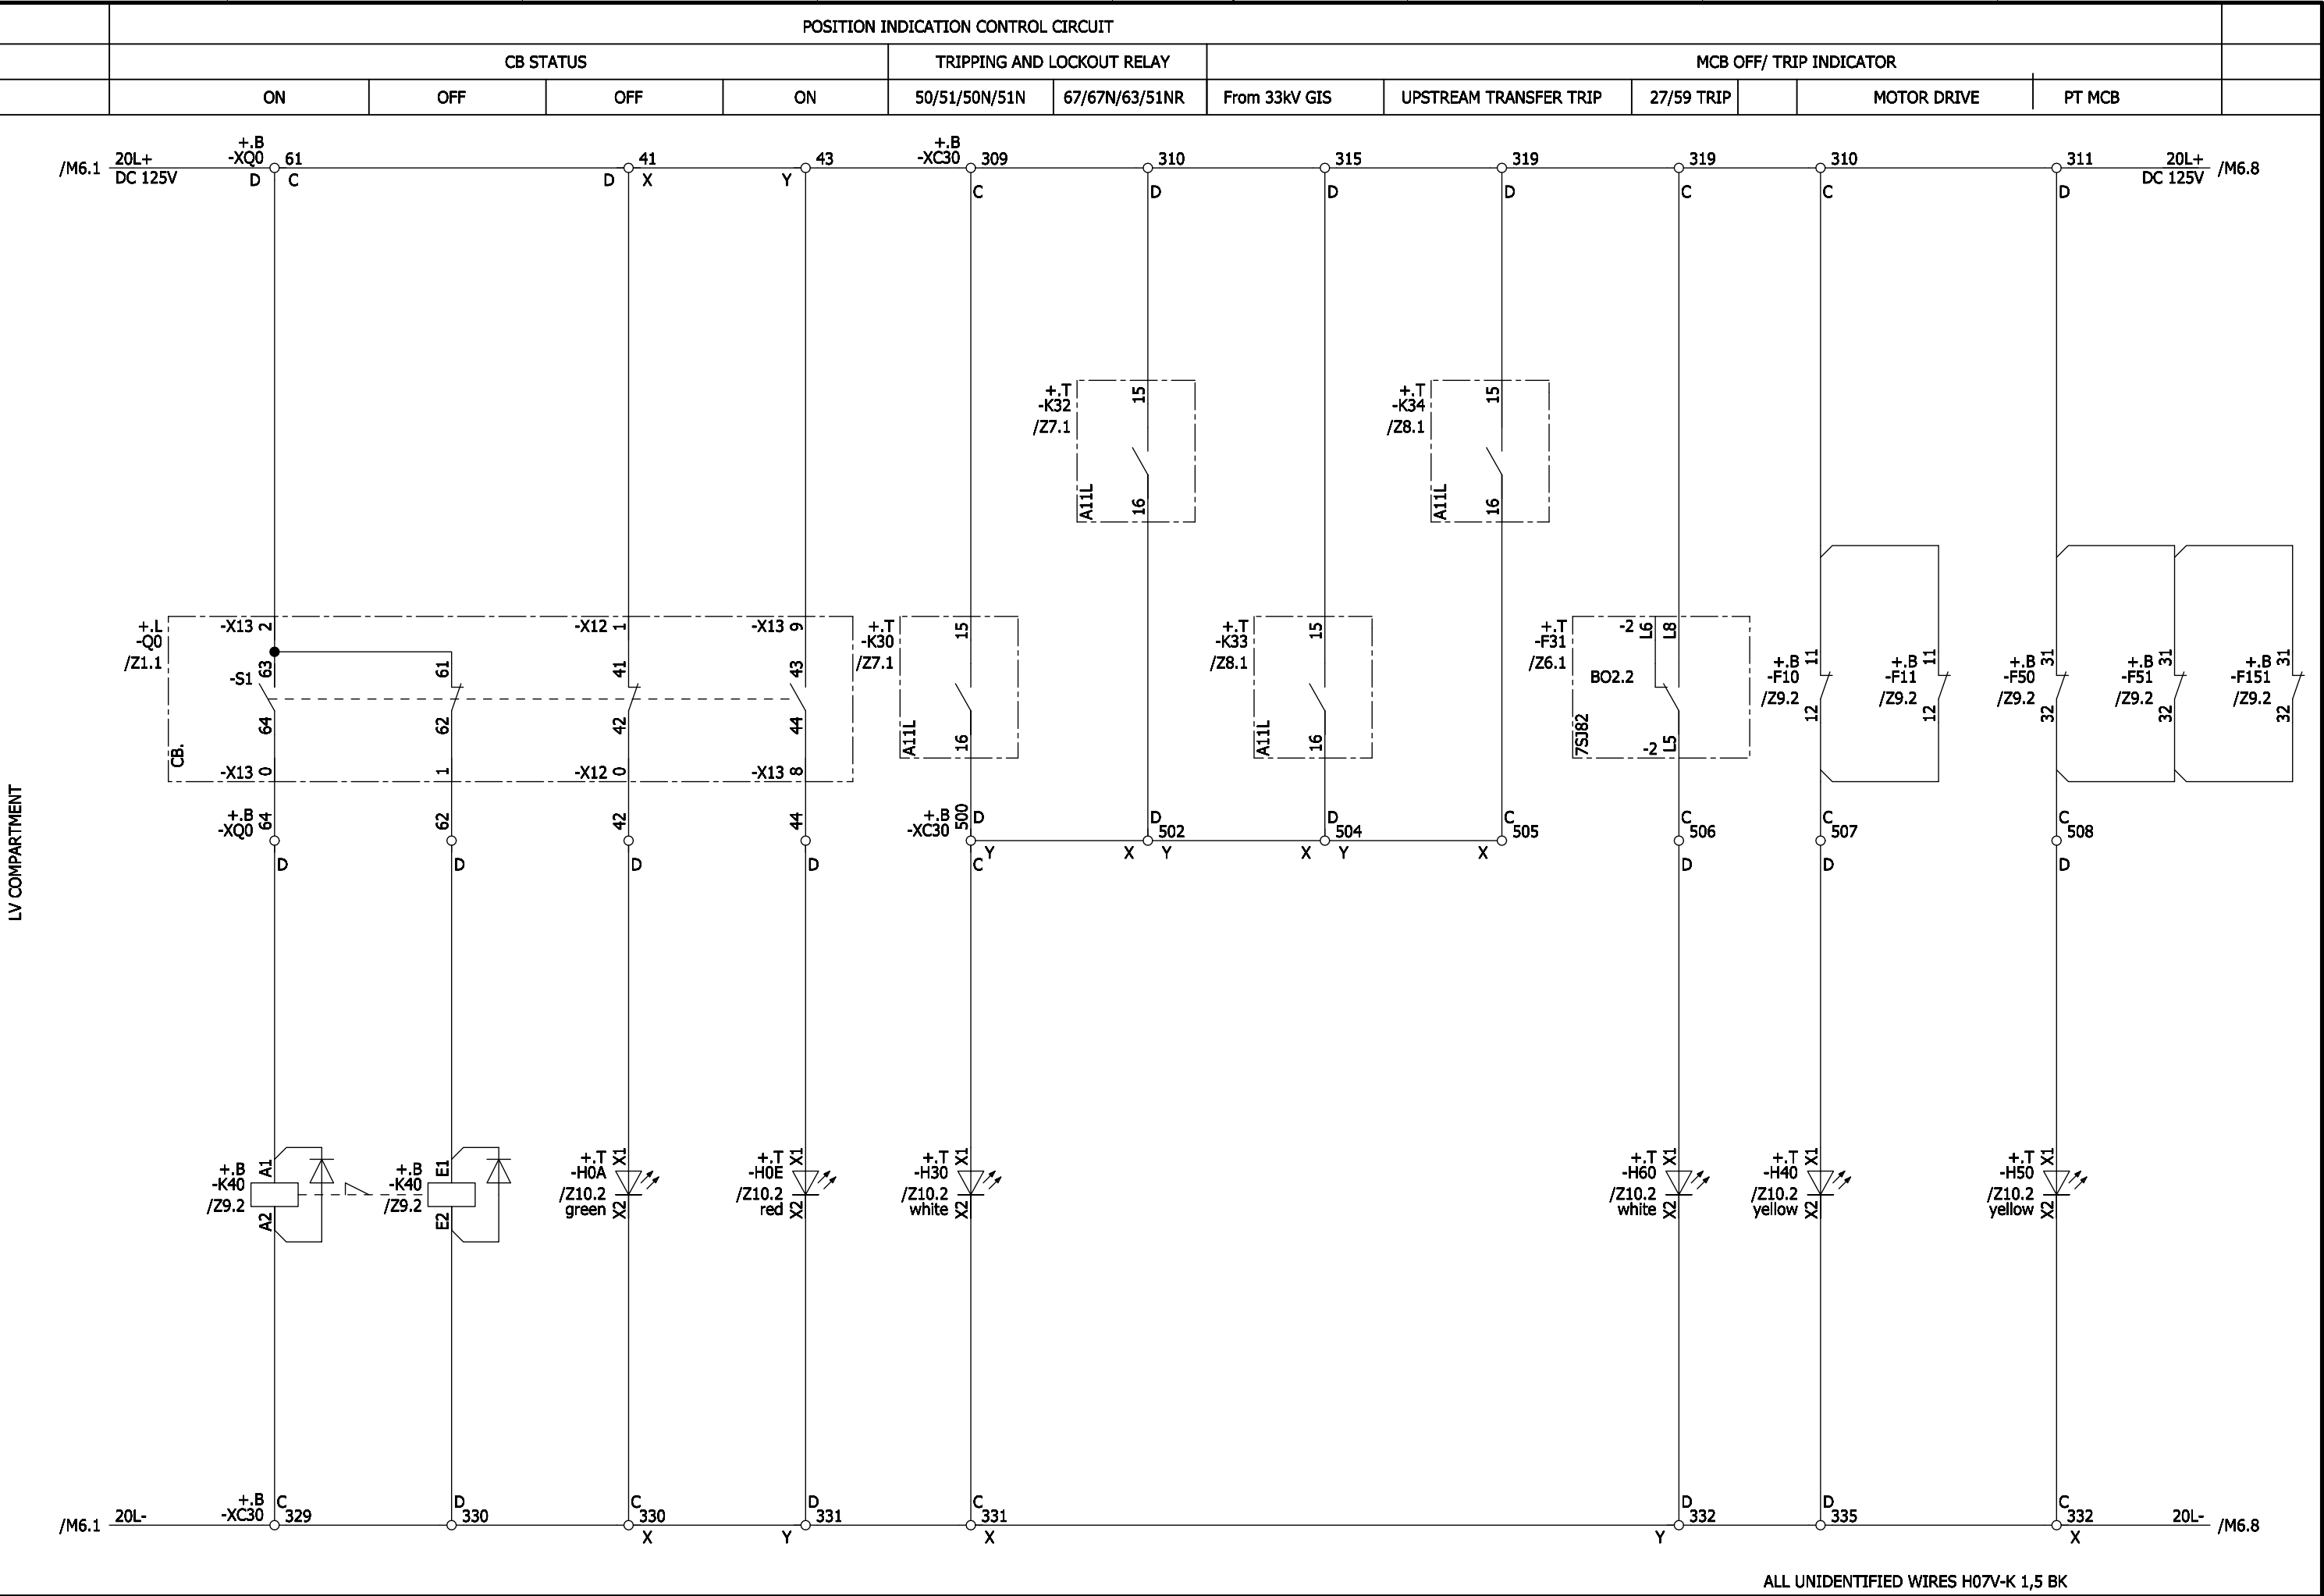 POSITION INDICATION CONTROL CIRCUIT
CB STATUS
TRIPPING AND LOCKOUT RELAY
MCB OFF/ TRIP INDICATOR
ON
OFF
OFF
ON
50/51/50N/51N
67/67N/63/51NR
From 33kV GIS
UPSTREAM TRANSFER TRIP
27/59 TRIP
MOTOR DRIVE
PT MCB
/M6.1
20L+
DC 125V
+.B
-XQ0
61
D
C
41
D
X
43
Y
+.B
-XC30
309
C
310
D
315
D
319
D
319
C
310
C
311
D
20L+
DC 125V
/M6.8
+.T
-K32
/Z7.1
15
16
A11L
+.T
-K34
/Z8.1
15
16
A11L
+.L
-Q0
/Z1.1
CB.
-X13 2
-S1
63
64
-X13 0
61
62
1
-X12 1
41
42
-X12 0
-X13 9
43
44
-X13 8
+.T
-K30
/Z7.1
15
16
A11L
+.T
-K33
/Z8.1
15
16
A11L
+.T
-F31
/Z6.1
-2 L6 L8
BO2.2
7SJ82
-2 L5
+.B
-F10
/Z9.2
11
12
+.B
-F11
/Z9.2
11
12
+.B
-F50
/Z9.2
31
32
+.B
-F51
/Z9.2
31
32
+.B
-F151
/Z9.2
31
32
LV COMPARTMENT
+.B
-XQ0
64
D
62
D
42
D
44
D
+.B
-XC30
500
D
Y
C
D
502
X
Y
D
504
X
Y
C
505
X
C
506
D
C
507
D
C
508
D
+.B
-K40
/Z9.2
A1
A2
+.B
-K40
/Z9.2
E1
E2
+.T
-H0A
/Z10.2
green
X1
X2
+.T
-H0E
/Z10.2
red
X1
X2
+.T
-H30
/Z10.2
white
X1
X2
+.T
-H60
/Z10.2
white
X1
X2
+.T
-H40
/Z10.2
yellow
X1
X2
+.T
-H50
/Z10.2
yellow
X1
X2
/M6.1
20L-
+.B
-XC30
C
329
D
330
C
330
X
D
331
Y
C
331
X
D
332
Y
D
335
C
332
X
20L-
/M6.8
ALL UNIDENTIFIED WIRES H07V-K 1,5 BK